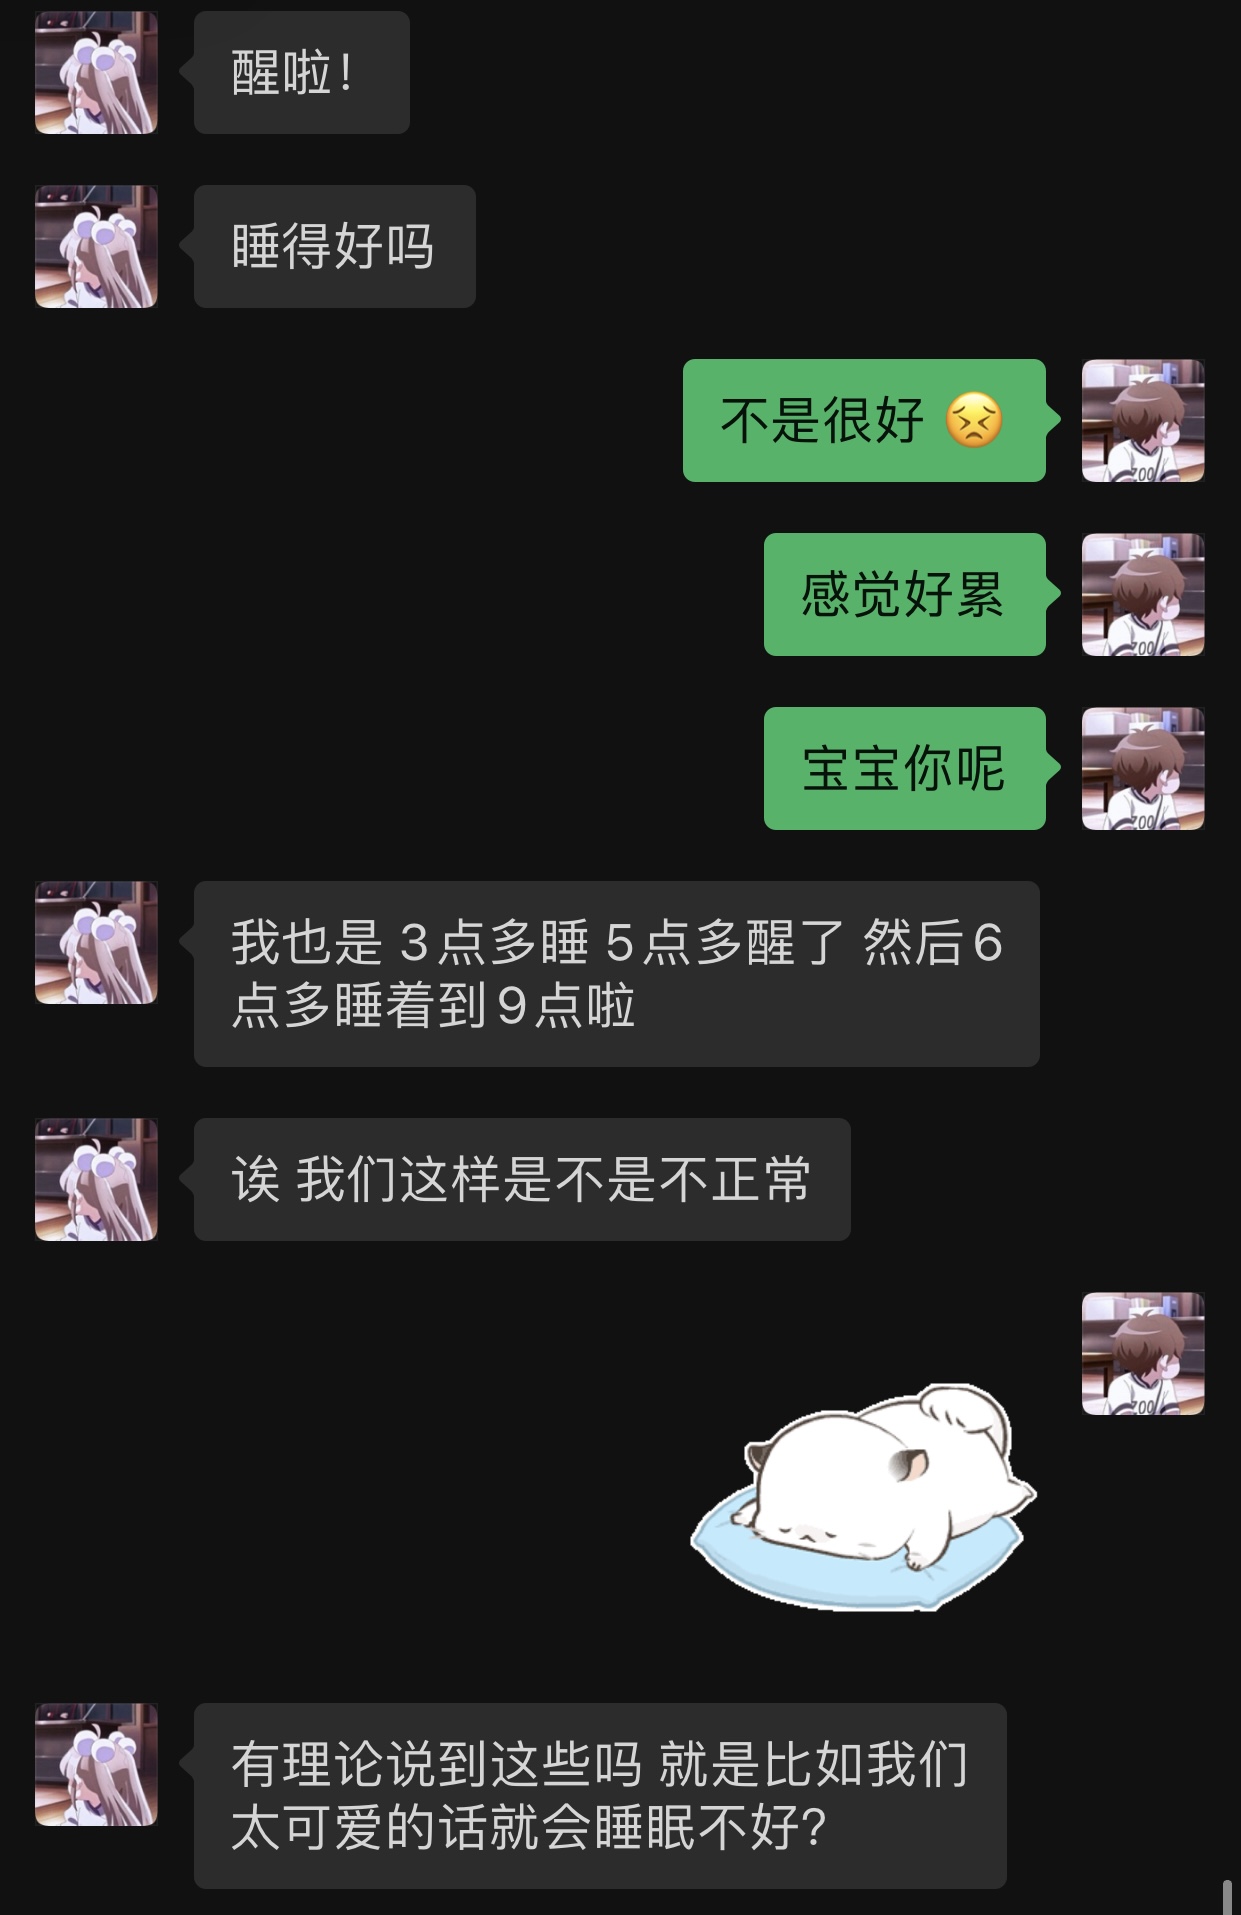 醒啦！
睡得好吗
不是很好 😣
感觉好累
宝宝你呢
我也是 3点多睡 5点多醒了 然后6
点多睡着到9点啦
诶 我们这样是不是不正常
有理论说到这些吗 就是比如我们
太可爱的话就会睡眠不好？
ZOO
ZOO
ZOO
ZOO